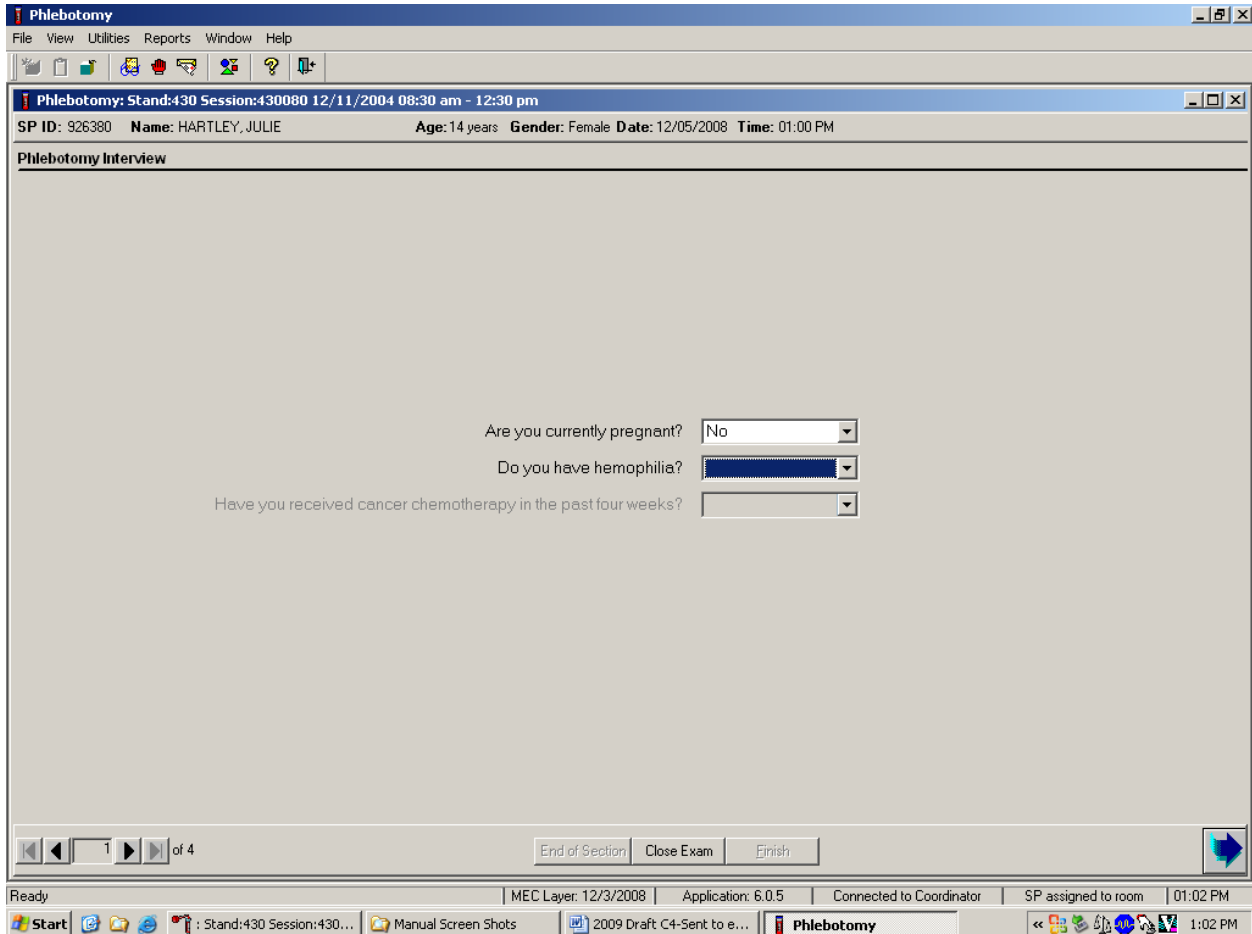 Phlebotomy
File View Utilities Reports Window Help
Phlebotomy: Stand:430 Session:430080 12/11/2004 08:30 am - 12:30 pm
SP ID: 926380 Name: HARTLEY, JULIE Age: 14 years Gender: Female Date: 12/05/2008 Time: 01:00 PM
Phlebotomy Interview
Are you currently pregnant? No
Do you have hemophilia?
Have you received cancer chemotherapy in the past four weeks?
1 of 4 End of Section Close Exam Finish
Ready MEC Layer: 12/3/2008 Application: 6.0.5 Connected to Coordinator SP assigned to room 01:02 PM
Start : Stand:430 Session:430... Manual Screen Shots 2009 Draft C4-Sent to e... Phlebotomy « 1:02 PM